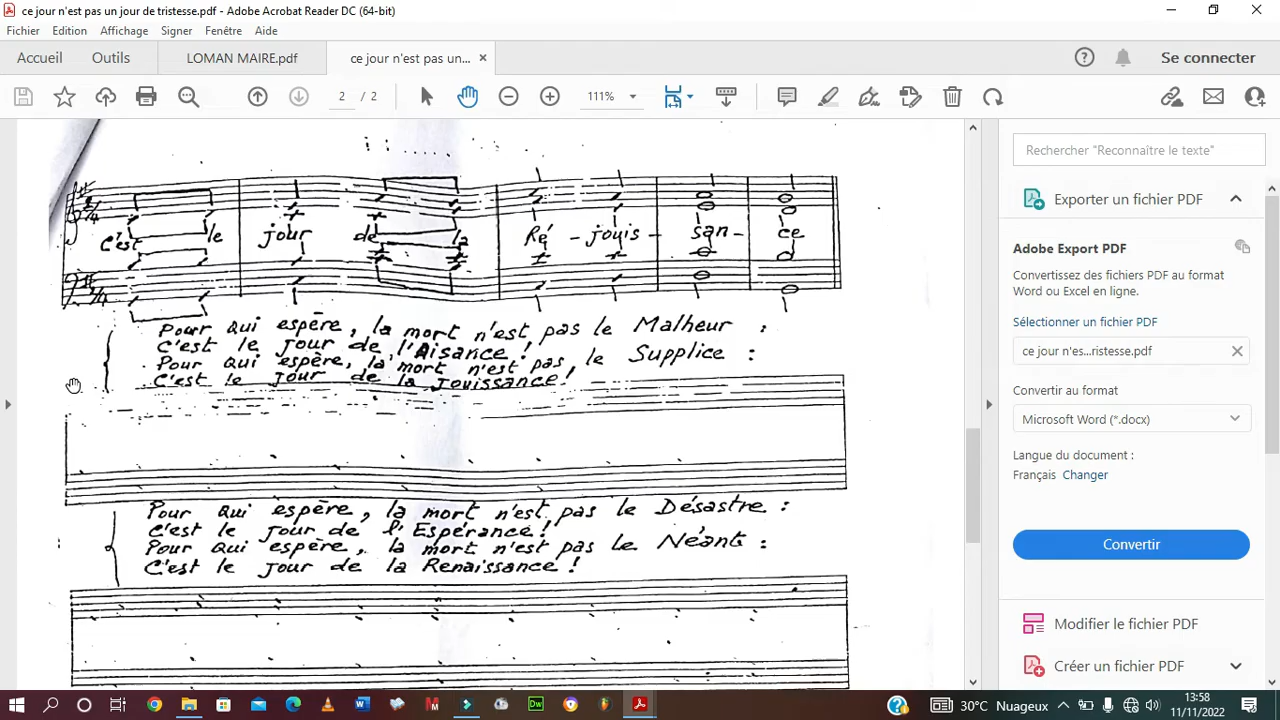 ce jour n'est pas un jour de tristesse.pdf - Adobe Acrobat Reader DC (64-bit)
Fichier Edition Affichage Signer Fenêtre Aide
Accueil Outils LOMAN MAIRE.pdf ce jour n'est pas un... × Se connecter
2 / 2 111%
C'est le jour de la Ré - jouis - san - ce
Pour qui espère, la mort n'est pas le Malheur :
C'est le jour de l'Aisance !
Pour qui espère, la mort n'est pas le Supplice :
C'est le jour de la Jouissance !
Pour qui espère, la mort n'est pas le Désastre :
C'est le jour de l'Espérance !
Pour qui espère, la mort n'est pas le Néant :
C'est le jour de la Renaissance !
Rechercher "Reconnaître le texte"
Exporter un fichier PDF
Adobe Export PDF
Convertissez des fichiers PDF au format
Word ou Excel en ligne.
Sélectionner un fichier PDF
ce jour n'es...ristesse.pdf
Convertir au format
Microsoft Word (*.docx)
Langue du document :
Français Changer
Convertir
Modifier le fichier PDF
Créer un fichier PDF
30°C Nuageux
13:58
11/11/2022